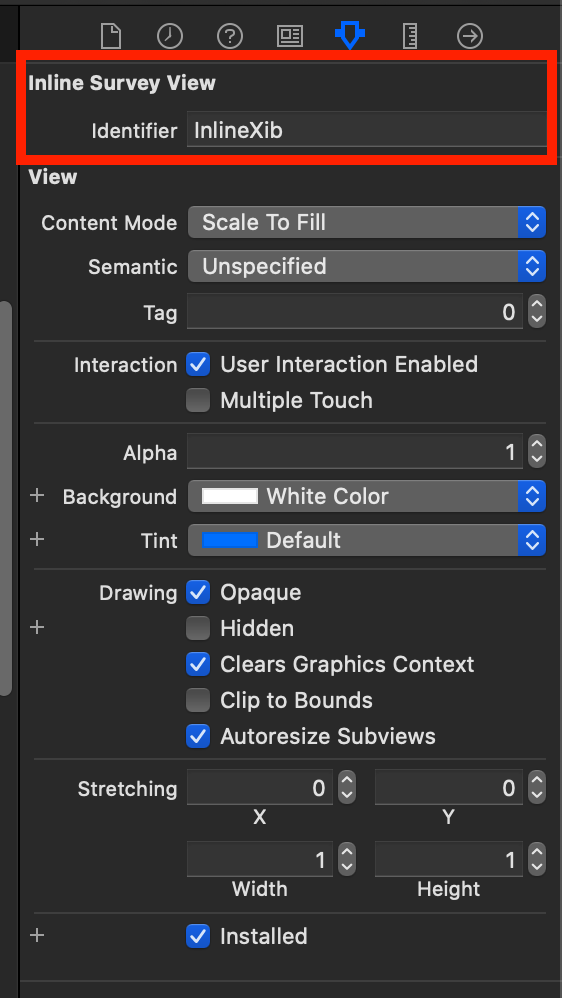 Inline Survey View
Identifier InlineXib
View
Content Mode Scale To Fill
Semantic Unspecified
Tag 0
Interaction User Interaction Enabled
Multiple Touch
Alpha 1
+ Background White Color
+ Tint Default
Drawing Opaque
+ Hidden
Clears Graphics Context
Clip to Bounds
Autoresize Subviews
Stretching 0 0
X Y
1 1
Width Height
+ Installed